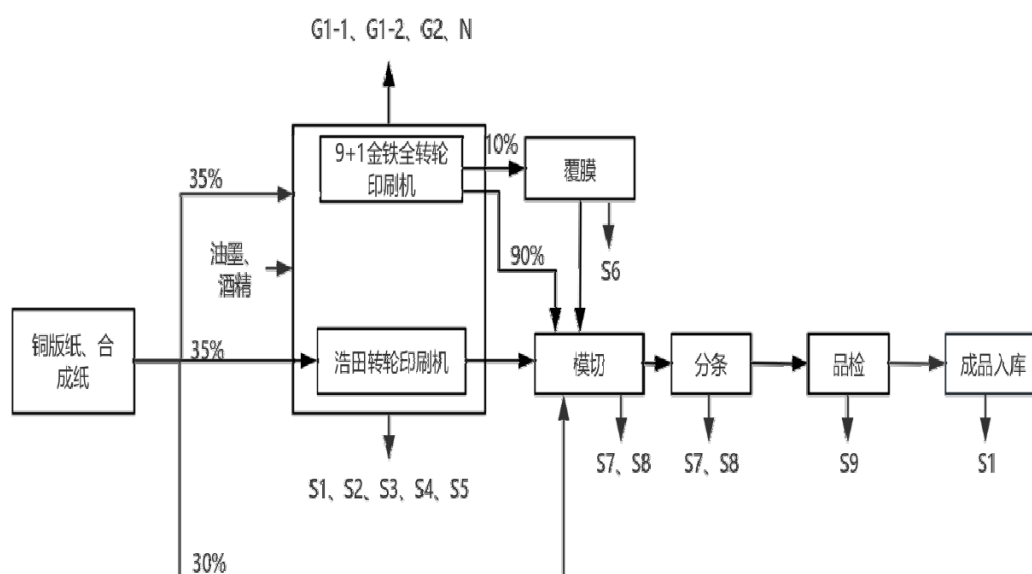 G1-1、G1-2、G2、N
9+1金铁全转轮
印刷机
10%
覆膜
35%
90%
S6
油墨、
酒精
铜版纸、合
成纸
35%
浩田转轮印刷机
模切
分条
品检
成品入库
S7、S8
S7、S8
S9
S1
S1、S2、S3、S4、S5
30%